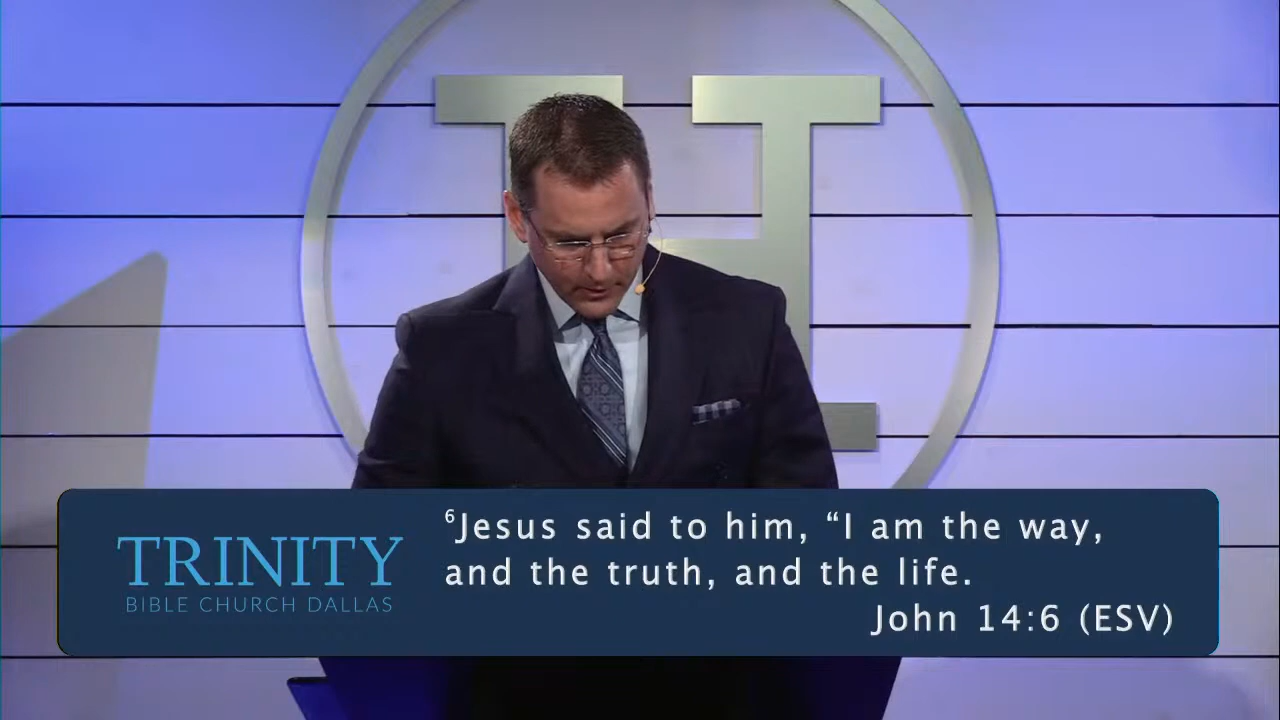 ⁶Jesus said to him, “I am the way,
and the truth, and the life.
John 14:6 (ESV)
TRINITY
BIBLE CHURCH DALLAS